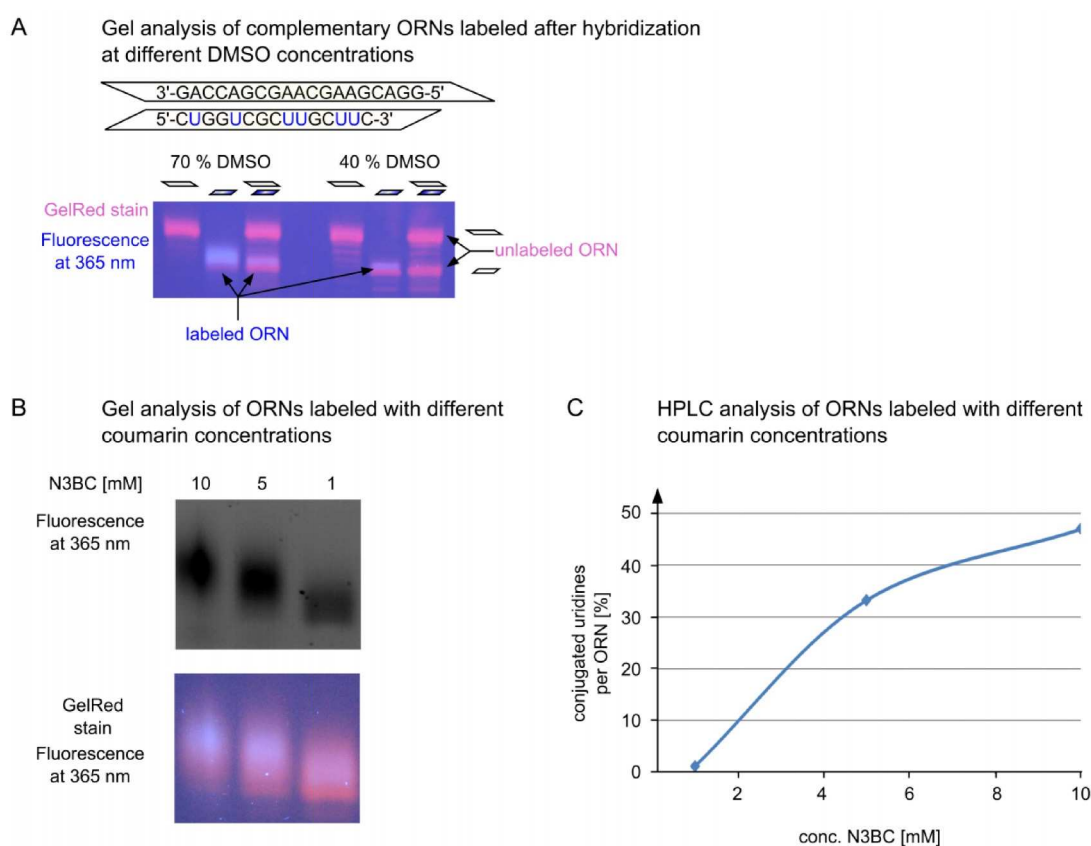 A
Gel analysis of complementary ORNs labeled after hybridization
at different DMSO concentrations
3'-GACCAGCGAACGAAGCAGG-5'
5'-CUGGUCGCUUGCUUC-3'
70 % DMSO
40 % DMSO
GelRed stain
Fluorescence
at 365 nm
unlabeled ORN
labeled ORN
B
Gel analysis of ORNs labeled with different
coumarin concentrations
N3BC [mM]
10
5
1
Fluorescence
at 365 nm
GelRed
stain
Fluorescence
at 365 nm
C
HPLC analysis of ORNs labeled with different
coumarin concentrations
conjugated uridines
per ORN [%]
50
40
30
20
10
0
2
4
6
8
10
conc. N3BC [mM]